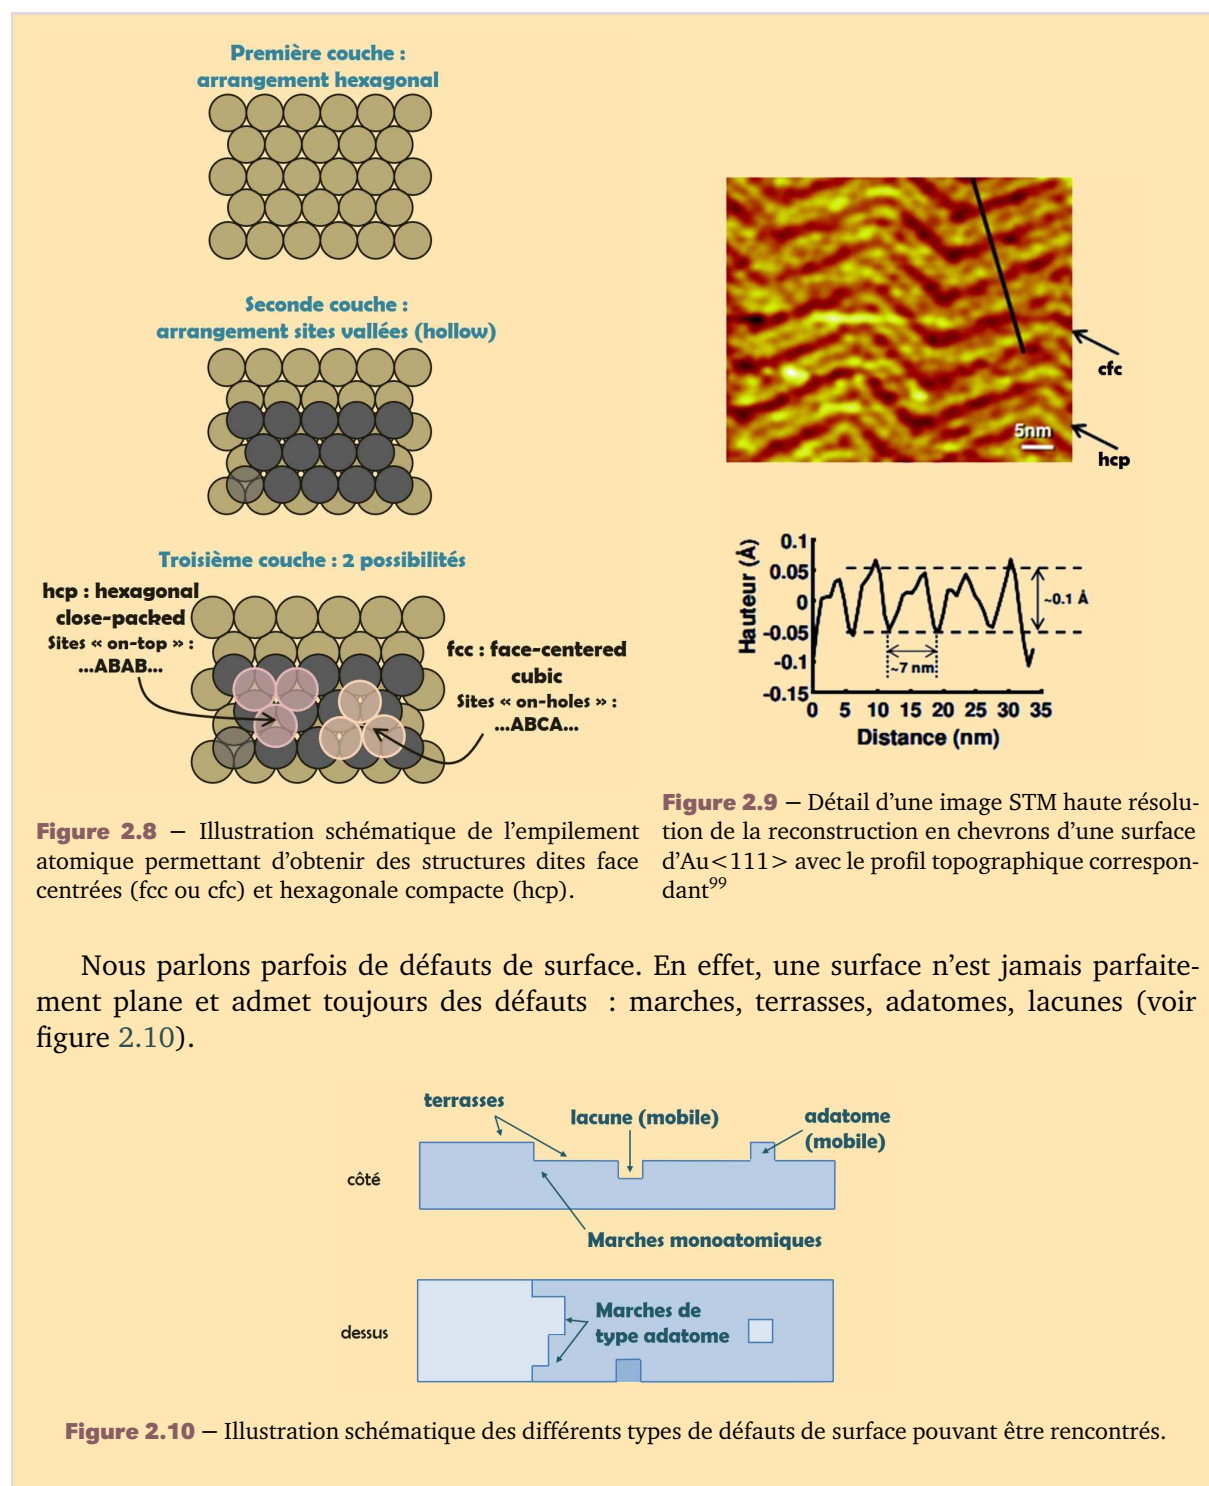 Première couche :
arrangement hexagonal
Seconde couche :
arrangement sites vallées (hollow)
Troisième couche : 2 possibilités
hcp : hexagonal
close-packed
Sites « on-top » :
...ABAB...
fcc : face-centered
cubic
Sites « on-holes » :
...ABCA...
Figure 2.8 — Illustration schématique de l'empilement
atomique permettant d'obtenir des structures dites face
centrées (fcc ou cfc) et hexagonale compacte (hcp).
5nm
cfc
hcp
Hauteur (Å)
0.1
0.05
0
-0.05
-0.1
-0.15
~0.1 Å
~7 nm
0 5 10 15 20 25 30 35
Distance (nm)
Figure 2.9 — Détail d'une image STM haute résolu-
tion de la reconstruction en chevrons d'une surface
d'Au<111> avec le profil topographique correspon-
dant⁹⁹
Nous parlons parfois de défauts de surface. En effet, une surface n'est jamais parfaite-
ment plane et admet toujours des défauts : marches, terrasses, adatomes, lacunes (voir
figure 2.10).
terrasses
lacune (mobile)
adatome
(mobile)
côté
Marches monoatomiques
dessus
Marches de
type adatome
Figure 2.10 — Illustration schématique des différents types de défauts de surface pouvant être rencontrés.